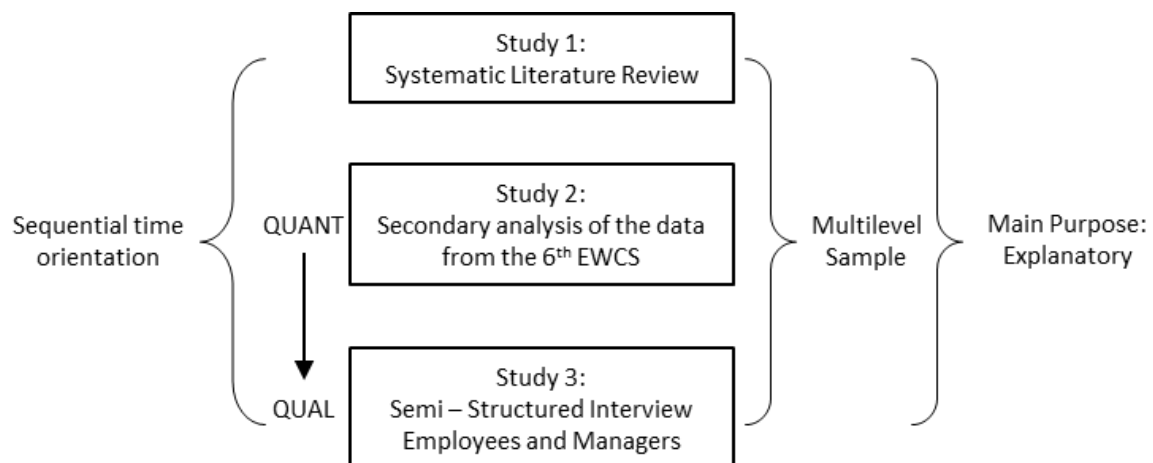 Study 1:
Systematic Literature Review
Sequential time
orientation
QUANT
Study 2:
Secondary analysis of the data
from the 6th EWCS
QUAL
Study 3:
Semi – Structured Interview
Employees and Managers
Multilevel
Sample
Main Purpose:
Explanatory